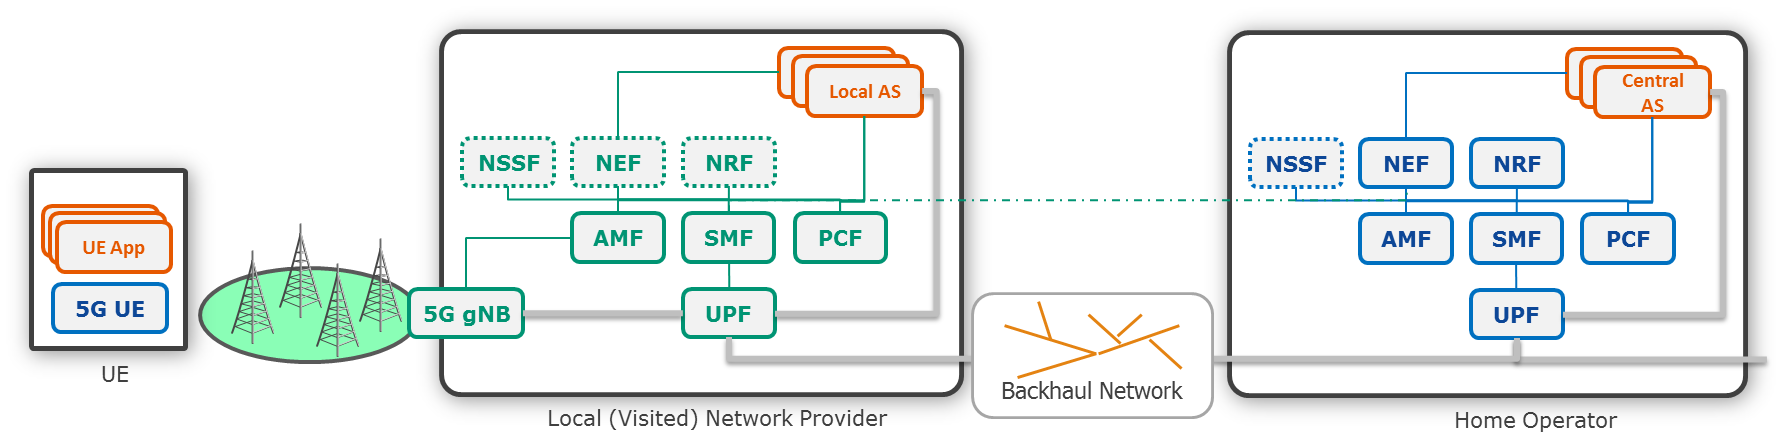 UE App
5G UE
UE
Local AS
NSSF
NEF
NRF
AMF
SMF
PCF
5G gNB
UPF
Local (Visited) Network Provider
Backhaul Network
Central
AS
NSSF
NEF
NRF
AMF
SMF
PCF
UPF
Home Operator